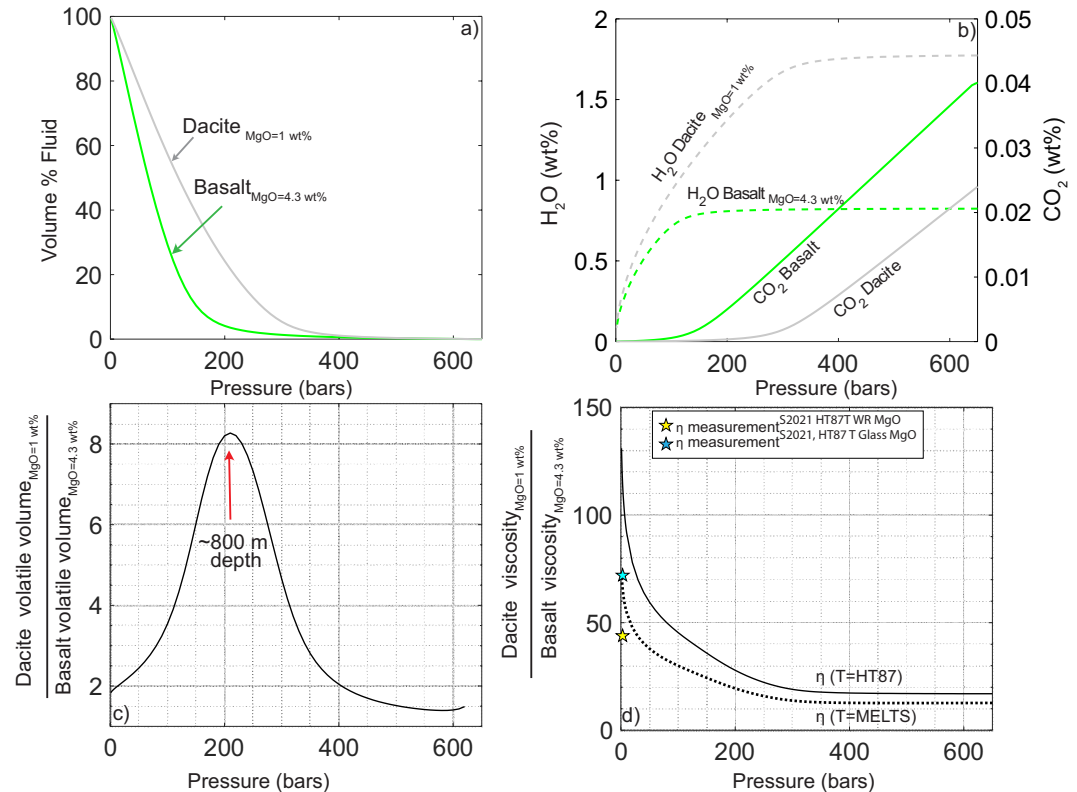 a)
100
80
60
40
20
0
Volume % Fluid
Dacite MgO=1 wt%
Basalt MgO=4.3 wt%
0 200 400 600
Pressure (bars)
b)
2
1.5
1
0.5
0
H2O (wt%)
0.05
0.04
0.03
0.02
0.01
0
CO2 (wt%)
H2O Dacite MgO=1wt%
H2O Basalt MgO=4.3 wt%
CO2 Basalt
CO2 Dacite
0 200 400 600
Pressure (bars)
Dacite volatile volume MgO=1 wt%
Basalt volatile volume MgO=4.3 wt%
8
6
4
2
~800 m
depth
c)
0 200 400 600
Pressure (bars)
Dacite viscosity MgO=1 wt%
Basalt viscosity MgO=4.3 wt%
150
100
50
0
η measurement S2021 HT87T WR MgO
η measurement S2021, HT87 T Glass MgO
η (T=HT87)
η (T=MELTS)
d)
0 200 400 600
Pressure (bars)